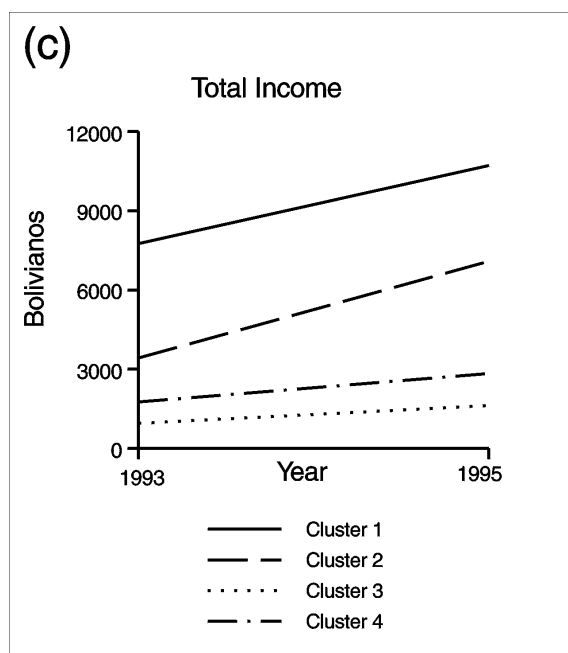 (c)
Total Income
Bolivianos
12000
9000
6000
3000
0
1993 Year 1995
Cluster 1
Cluster 2
Cluster 3
Cluster 4